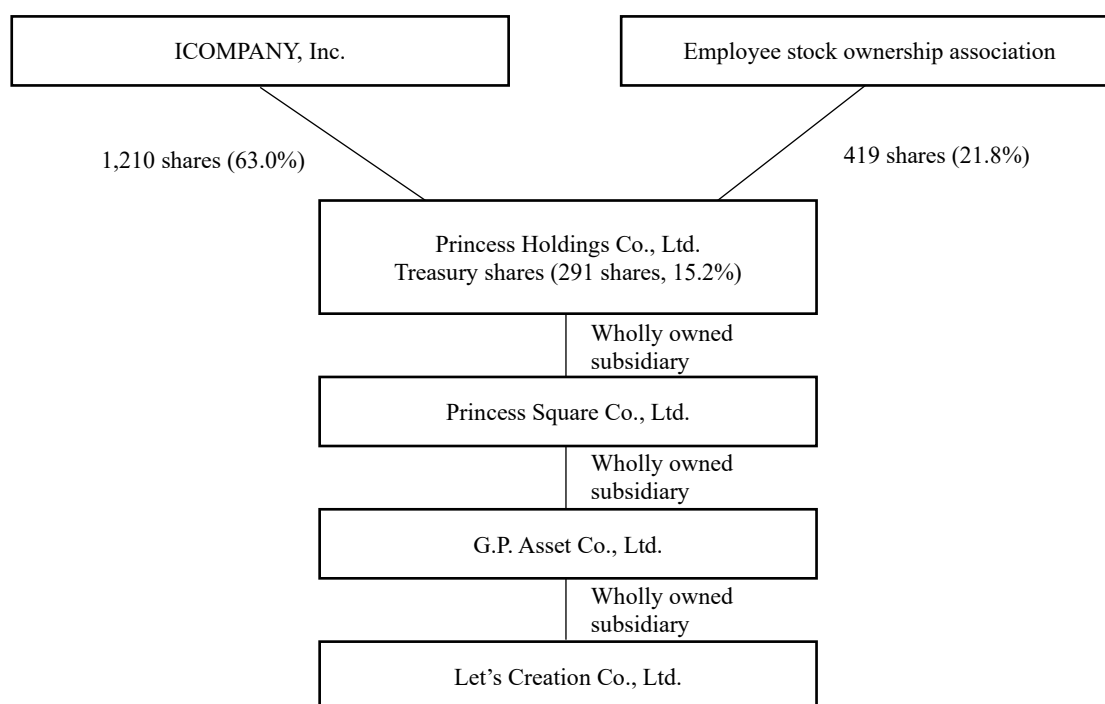 ICOMPANY, Inc.
Employee stock ownership association
1,210 shares (63.0%)
419 shares (21.8%)
Princess Holdings Co., Ltd.
Treasury shares (291 shares, 15.2%)
Wholly owned
subsidiary
Princess Square Co., Ltd.
Wholly owned
subsidiary
G.P. Asset Co., Ltd.
Wholly owned
subsidiary
Let’s Creation Co., Ltd.